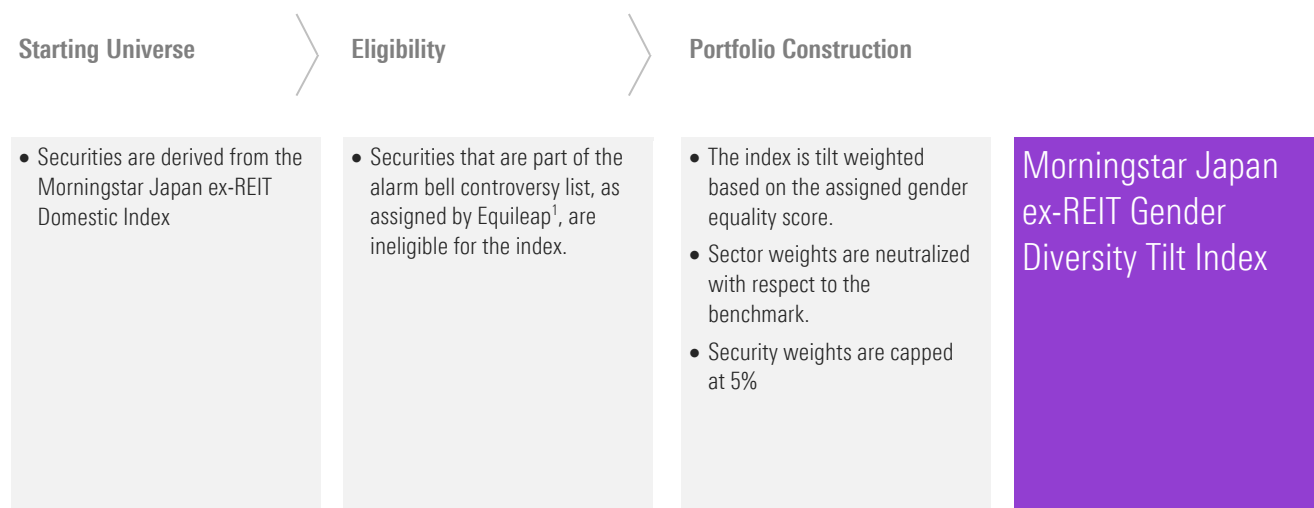 Starting Universe
Eligibility
Portfolio Construction
• Securities are derived from the
Morningstar Japan ex-REIT
Domestic Index
• Securities that are part of the
alarm bell controversy list, as
assigned by Equileap¹, are
ineligible for the index.
• The index is tilt weighted
based on the assigned gender
equality score.
• Sector weights are neutralized
with respect to the
benchmark.
• Security weights are capped
at 5%
Morningstar Japan
ex-REIT Gender
Diversity Tilt Index